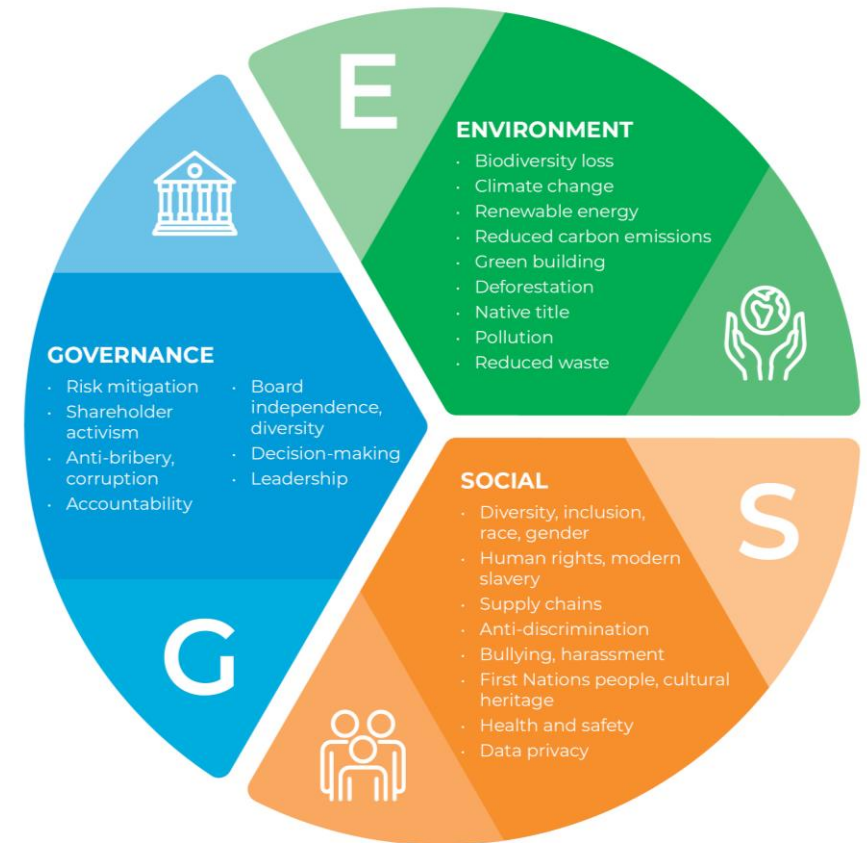 E
ENVIRONMENT
· Biodiversity loss
· Climate change
· Renewable energy
· Reduced carbon emissions
· Green building
· Deforestation
· Native title
· Pollution
· Reduced waste
S
SOCIAL
· Diversity, inclusion,
race, gender
· Human rights, modern
slavery
· Supply chains
· Anti-discrimination
· Bullying, harassment
· First Nations people, cultural
heritage
· Health and safety
· Data privacy
G
GOVERNANCE
· Risk mitigation
· Shareholder
activism
· Anti-bribery,
corruption
· Accountability
· Board
independence,
diversity
· Decision-making
· Leadership